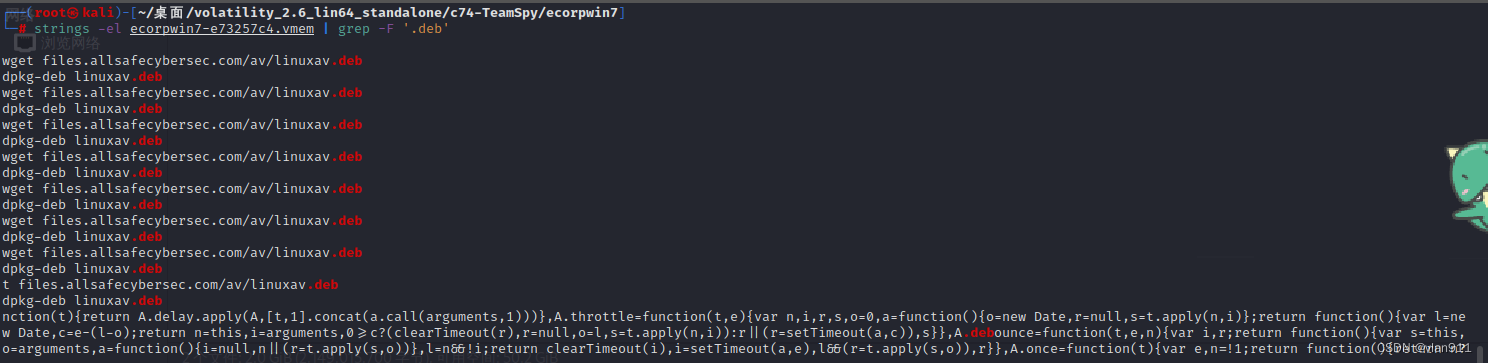 (root㉿kali)-[~/桌面/volatility_2.6_lin64_standalone/c74-TeamSpy/ecorpwin7]
# strings -el ecorpwin7-e73257c4.vmem | grep -F '.deb'
浏览网络
wget files.allsafecybersec.com/av/linuxav.deb
dpkg-deb linuxav.deb
wget files.allsafecybersec.com/av/linuxav.deb
dpkg-deb linuxav.deb
wget files.allsafecybersec.com/av/linuxav.deb
dpkg-deb linuxav.deb
wget files.allsafecybersec.com/av/linuxav.deb
dpkg-deb linuxav.deb
wget files.allsafecybersec.com/av/linuxav.deb
dpkg-deb linuxav.deb
wget files.allsafecybersec.com/av/linuxav.deb
dpkg-deb linuxav.deb
wget files.allsafecybersec.com/av/linuxav.deb
dpkg-deb linuxav.deb
t files.allsafecybersec.com/av/linuxav.deb
dpkg-deb linuxav.deb
nction(t){return A.delay.apply(A,[t,1].concat(a.call(arguments,1)))},A.throttle=function(t,e){var n,i,r,s,o=0,a=function(){o=new Date,r=null,s=t.apply(n,i)};return function(){var l=ne
w Date,c=e-(l-o);return n=this,i=arguments,0>=c?(clearTimeout(r),r=null,o=l,s=t.apply(n,i)):r||(r=setTimeout(a,c)),s}},A.debounce=function(t,e,n){var i,r;return function(){var s=this,
o=arguments,a=function(){i=null,n||(r=t.apply(s,o))},l=n&&!i;return clearTimeout(i),i=setTimeout(a,e),l&&(r=t.apply(s,o)),r}},A.once=function(t){var e,n=!1;return function(